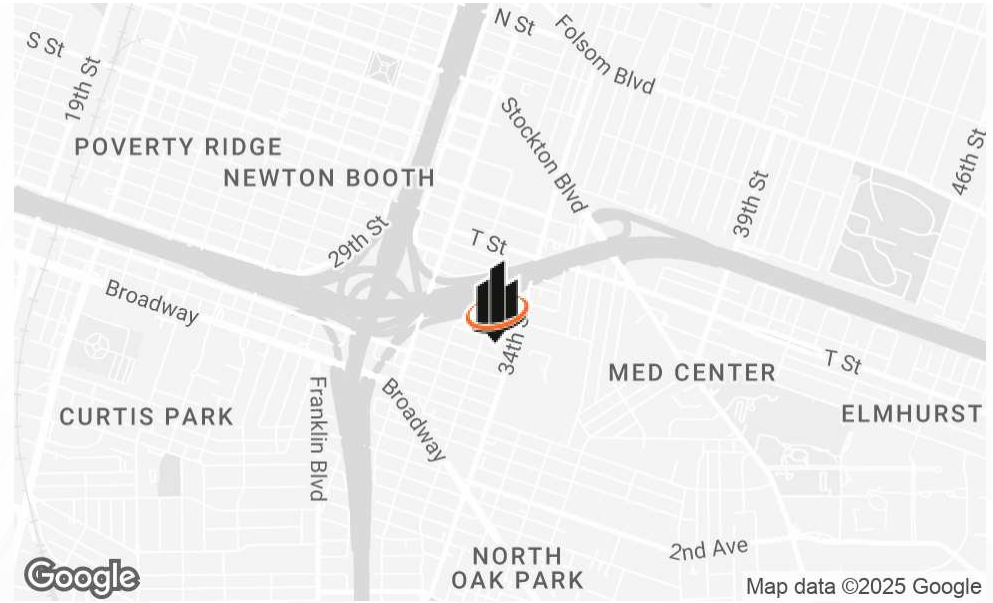 N St
Folsom Blvd
S St
19th St
Stockton Blvd
46th St
POVERTY RIDGE
NEWTON BOOTH
39th St
29th St
T St
Broadway
34th S
MED CENTER
T St
CURTIS PARK
Franklin Blvd
Broadway
ELMHURST
NORTH
OAK PARK
2nd Ave
Google
Map data ©2025 Google